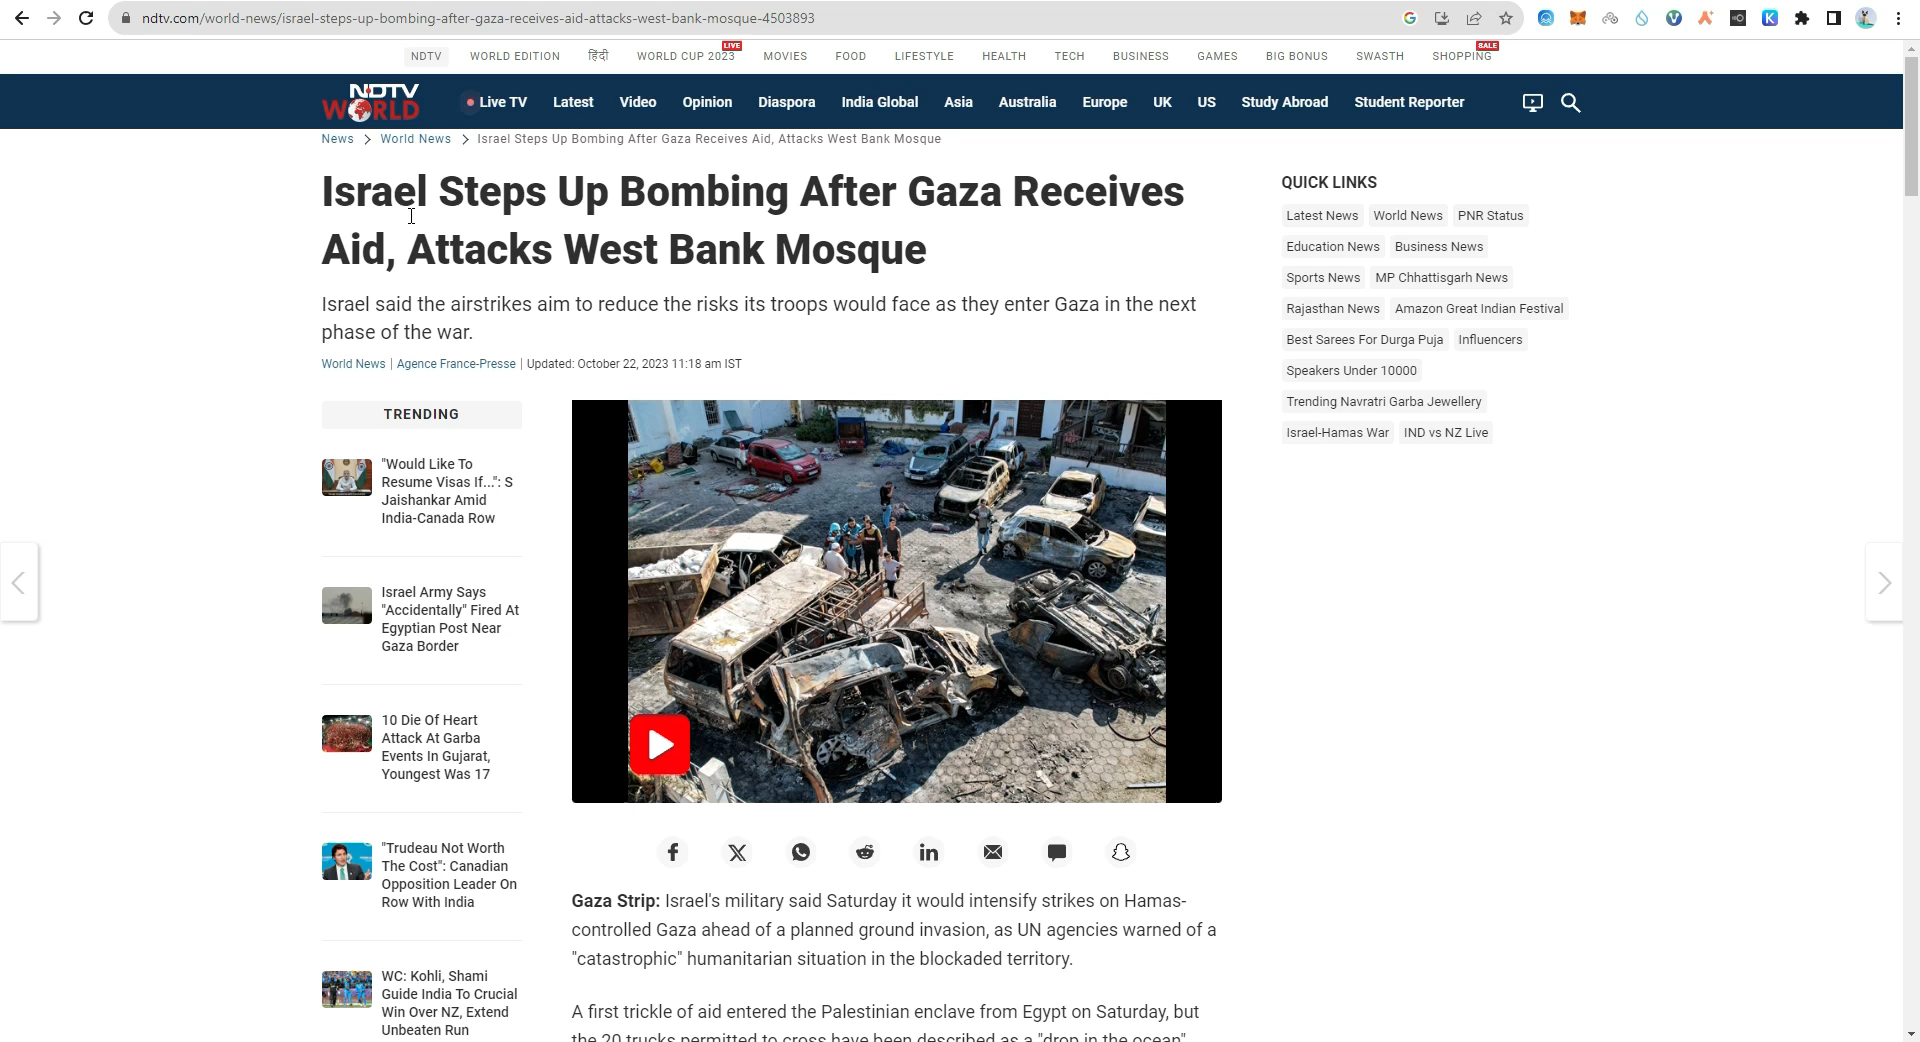 ndtv.com/world-news/israel-steps-up-bombing-after-gaza-receives-aid-attacks-west-bank-mosque-4503893
NDTV WORLD EDITION हिंदी WORLD CUP 2023 LIVE MOVIES FOOD LIFESTYLE HEALTH TECH BUSINESS GAMES BIG BONUS SWASTH SHOPPING SALE
NDTV
WORLD
Live TV Latest Video Opinion Diaspora India Global Asia Australia Europe UK US Study Abroad Student Reporter
News > World News > Israel Steps Up Bombing After Gaza Receives Aid, Attacks West Bank Mosque
Israel Steps Up Bombing After Gaza Receives
Aid, Attacks West Bank Mosque
Israel said the airstrikes aim to reduce the risks its troops would face as they enter Gaza in the next
phase of the war.
World News | Agence France-Presse | Updated: October 22, 2023 11:18 am IST
TRENDING
"Would Like To
Resume Visas If...": S
Jaishankar Amid
India-Canada Row
Israel Army Says
"Accidentally" Fired At
Egyptian Post Near
Gaza Border
10 Die Of Heart
Attack At Garba
Events In Gujarat,
Youngest Was 17
"Trudeau Not Worth
The Cost": Canadian
Opposition Leader On
Row With India
WC: Kohli, Shami
Guide India To Crucial
Win Over NZ, Extend
Unbeaten Run
Gaza Strip: Israel's military said Saturday it would intensify strikes on Hamas-
controlled Gaza ahead of a planned ground invasion, as UN agencies warned of a
"catastrophic" humanitarian situation in the blockaded territory.
A first trickle of aid entered the Palestinian enclave from Egypt on Saturday, but
the 20 trucks permitted to cross have been described as a "drop in the ocean"
QUICK LINKS
Latest News World News PNR Status
Education News Business News
Sports News MP Chhattisgarh News
Rajasthan News Amazon Great Indian Festival
Best Sarees For Durga Puja Influencers
Speakers Under 10000
Trending Navratri Garba Jewellery
Israel-Hamas War IND vs NZ Live